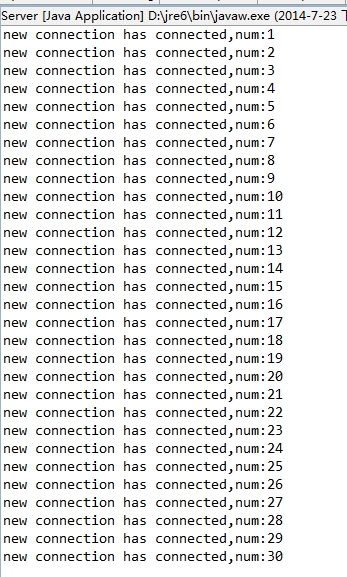 Server [Java Application] D:\jre6\bin\javaw.exe (2014-7-23 下
new connection has connected,num:1
new connection has connected,num:2
new connection has connected,num:3
new connection has connected,num:4
new connection has connected,num:5
new connection has connected,num:6
new connection has connected,num:7
new connection has connected,num:8
new connection has connected,num:9
new connection has connected,num:10
new connection has connected,num:11
new connection has connected,num:12
new connection has connected,num:13
new connection has connected,num:14
new connection has connected,num:15
new connection has connected,num:16
new connection has connected,num:17
new connection has connected,num:18
new connection has connected,num:19
new connection has connected,num:20
new connection has connected,num:21
new connection has connected,num:22
new connection has connected,num:23
new connection has connected,num:24
new connection has connected,num:25
new connection has connected,num:26
new connection has connected,num:27
new connection has connected,num:28
new connection has connected,num:29
new connection has connected,num:30